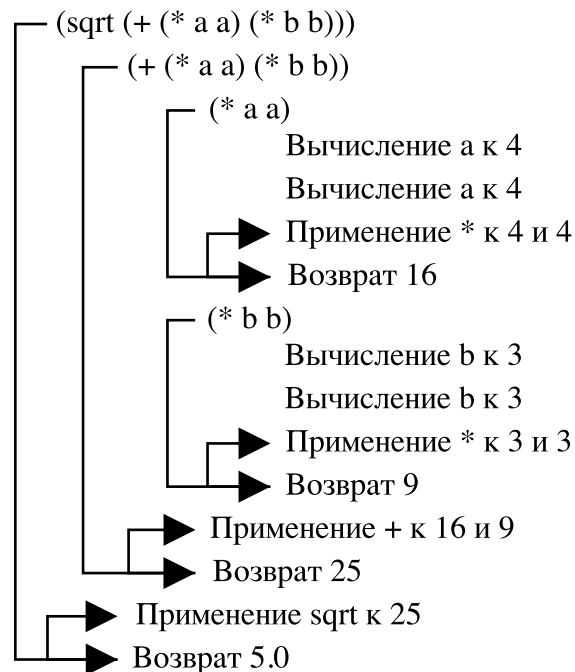 (sqrt (+ (* a a) (* b b)))
(+ (* a a) (* b b))
(* a a)
Вычисление a к 4
Вычисление a к 4
Применение * к 4 и 4
Возврат 16
(* b b)
Вычисление b к 3
Вычисление b к 3
Применение * к 3 и 3
Возврат 9
Применение + к 16 и 9
Возврат 25
Применение sqrt к 25
Возврат 5.0